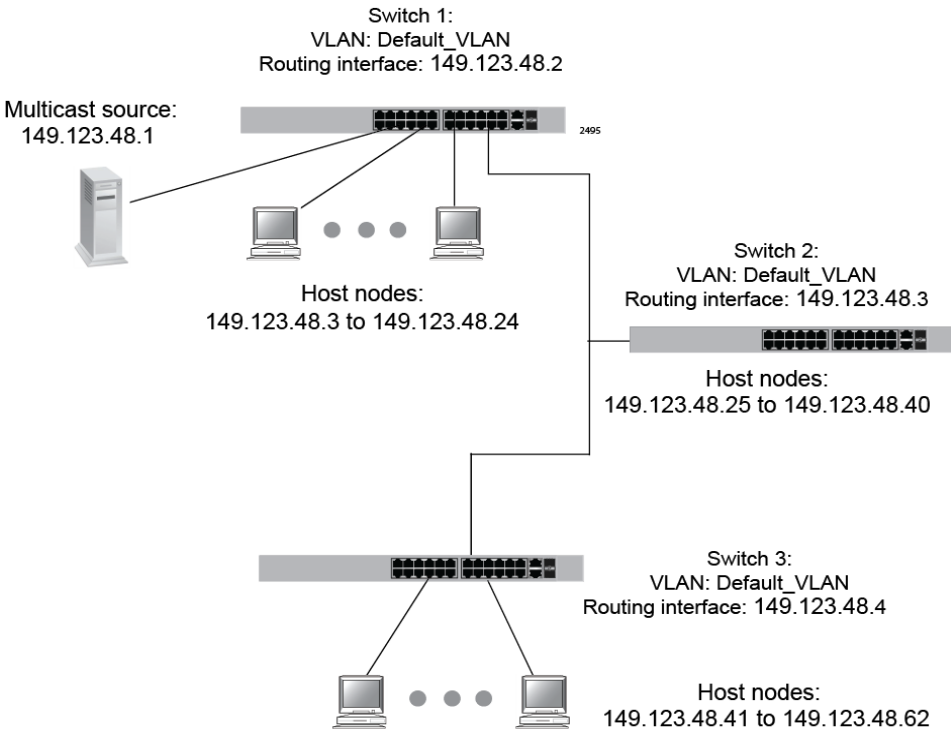 Switch 1:
VLAN: Default_VLAN
Routing interface: 149.123.48.2
Multicast source:
149.123.48.1
2495
Host nodes:
149.123.48.3 to 149.123.48.24
Switch 2:
VLAN: Default_VLAN
Routing interface: 149.123.48.3
Host nodes:
149.123.48.25 to 149.123.48.40
Switch 3:
VLAN: Default_VLAN
Routing interface: 149.123.48.4
Host nodes:
149.123.48.41 to 149.123.48.62